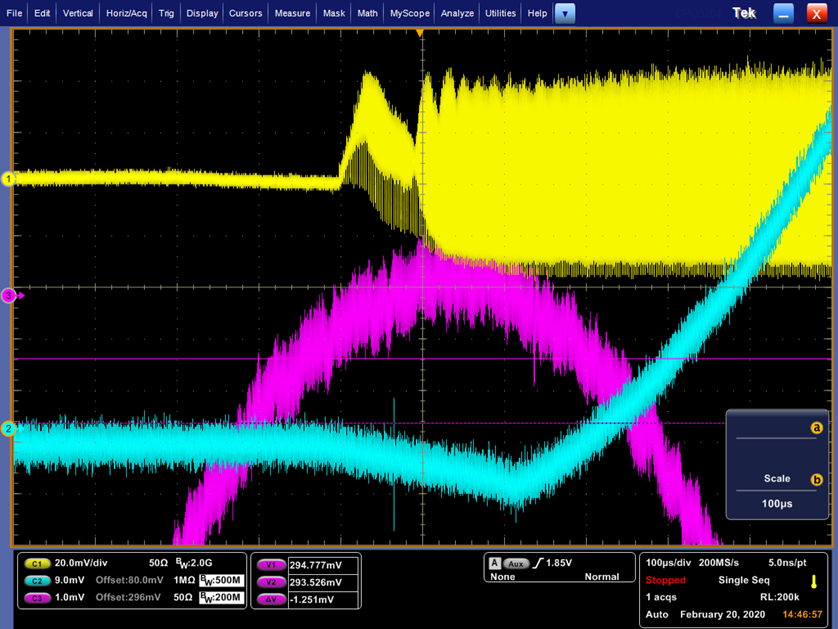 File Edit Vertical Horiz/Acq Trig Display Cursors Measure Mask Math MyScope Analyze Utilities Help Tek X
1
3
2
a
Scale b
100µs
C1 20.0mV/div 50Ω BW:2.0G
C2 9.0mV Offset:80.0mV 1MΩ BW:500M
C3 1.0mV Offset:296mV 50Ω BW:200M
V1 294.777mV
V2 293.526mV
ΔV -1.251mV
A Aux 1.85V
None Normal
100µs/div 200MS/s 5.0ns/pt
Stopped Single Seq
1 acqs RL:200k
Auto February 20, 2020 14:46:57